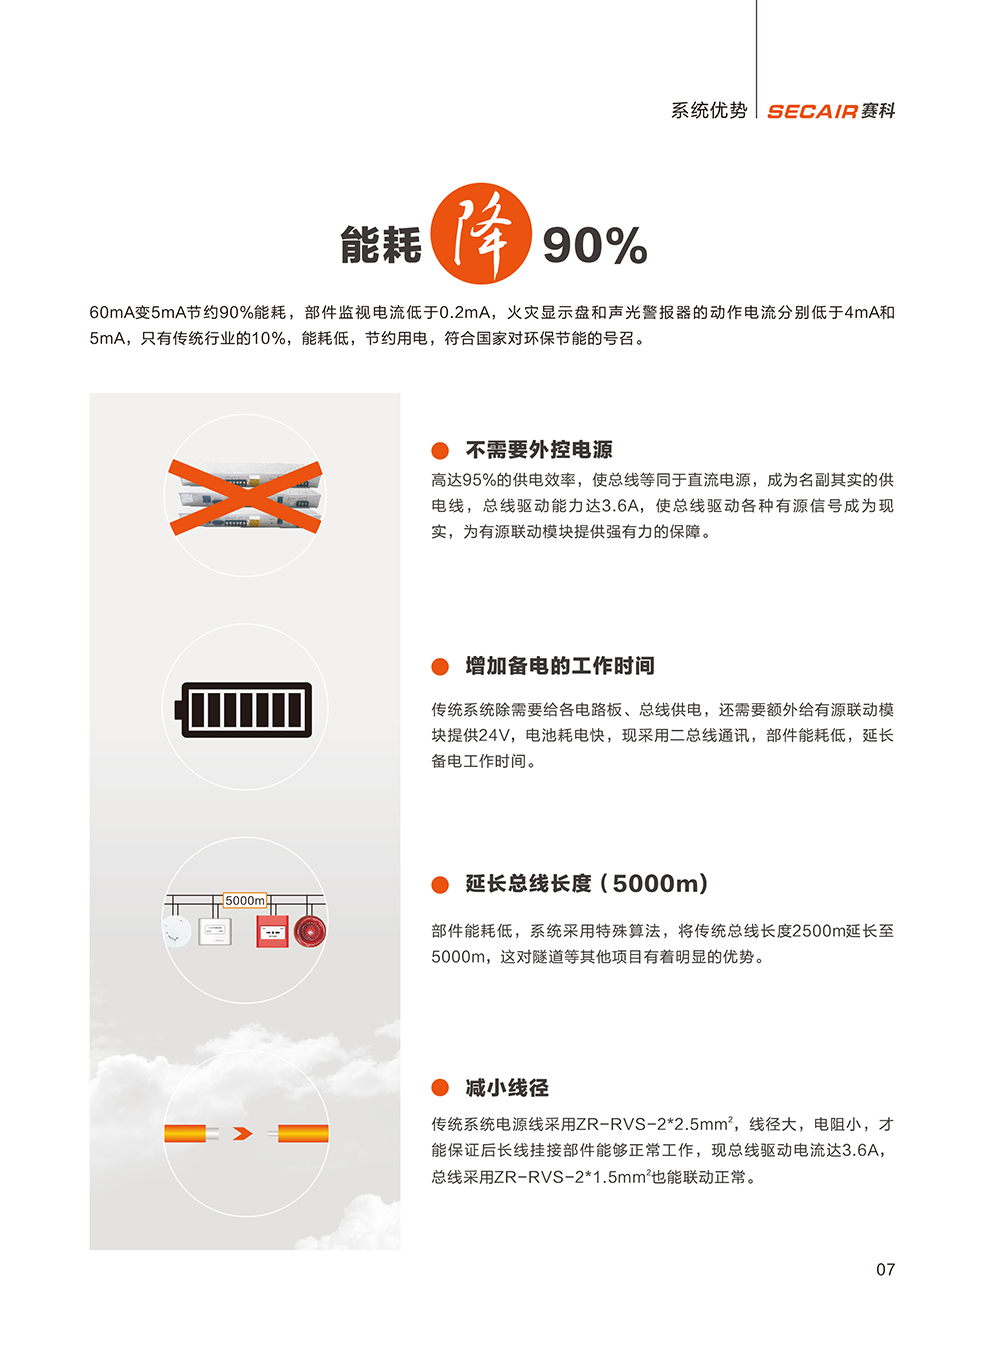 系统优势 SECAIR赛科
能耗降90%
60mA变5mA节约90%能耗，部件监视电流低于0.2mA，火灾显示盘和声光警报器的动作电流分别低于4mA和
5mA，只有传统行业的10%，能耗低，节约用电，符合国家对环保节能的号召。
不需要外控电源
高达95%的供电效率，使总线等同于直流电源，成为名副其实的供
电线，总线驱动能力达3.6A，使总线驱动各种有源信号成为现
实，为有源联动模块提供强有力的保障。
增加备电的工作时间
传统系统除需要给各电路板、总线供电，还需要额外给有源联动模
块提供24V，电池耗电快，现采用二总线通讯，部件能耗低，延长
备电工作时间。
5000m
延长总线长度（5000m）
部件能耗低，系统采用特殊算法，将传统总线长度2500m延长至
5000m，这对隧道等其他项目有着明显的优势。
减小线径
传统系统电源线采用ZR-RVS-2*2.5mm²，线径大，电阻小，才
能保证后长线挂接部件能够正常工作，现总线驱动电流达3.6A，
总线采用ZR-RVS-2*1.5mm²也能联动正常。
07